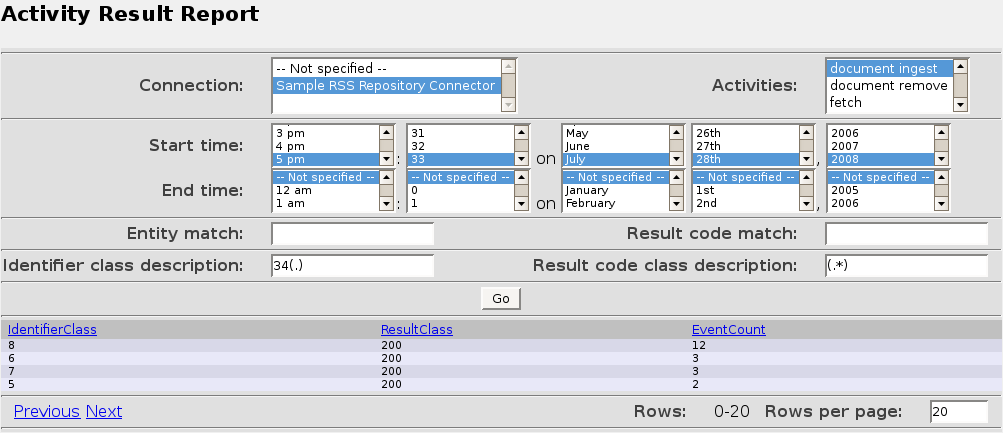 Activity Result Report
Connection: -- Not specified -- Activities: document ingest
Sample RSS Repository Connector document remove
fetch
Start time: 3 pm 31 May 26th 2006
4 pm 32 June 27th 2007
5 pm : 33 on July 28th , 2008
End time: -- Not specified -- -- Not specified -- -- Not specified -- -- Not specified -- -- Not specified --
12 am 0 January 1st 2005
1 am : 1 on February 2nd , 2006
Entity match: Result code match:
Identifier class description: 34(.) Result code class description: (.*)
Go
IdentifierClass ResultClass EventCount
8 200 12
6 200 3
7 200 3
5 200 2
Previous Next Rows: 0-20 Rows per page: 20